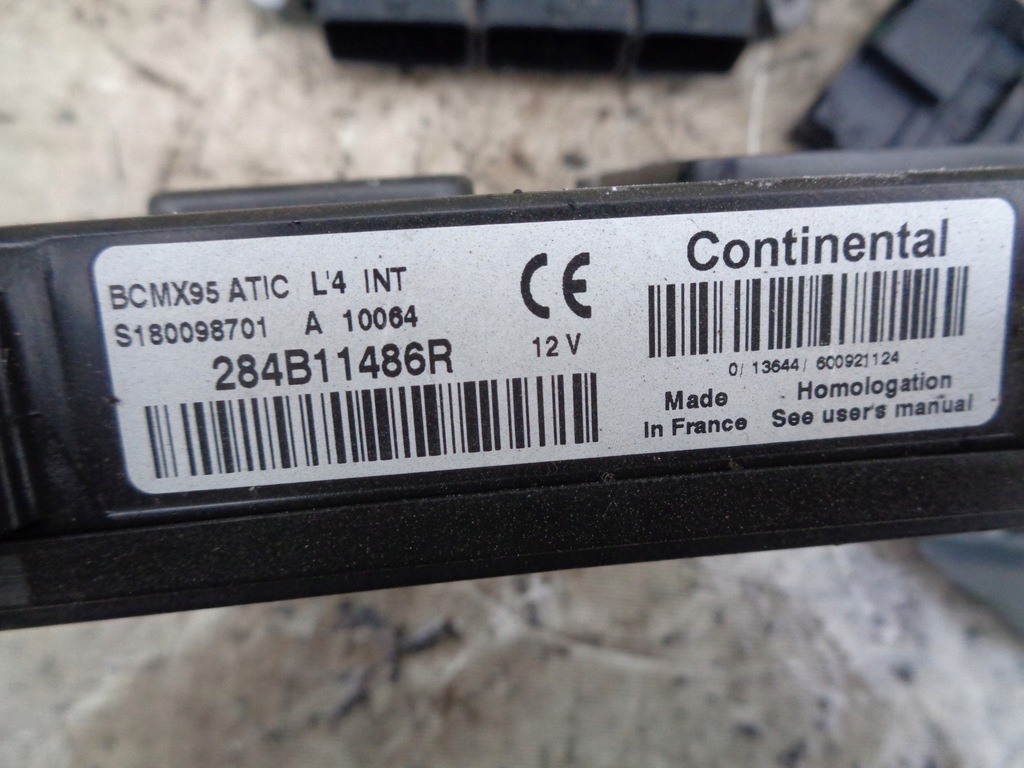 BCMX95 ATIC L'4 INT
S180098701 A 10064
284B11486R
CE
12 V
Continental
0/ 13644/ 600921124
Made
In France
Homologation
See user's manual